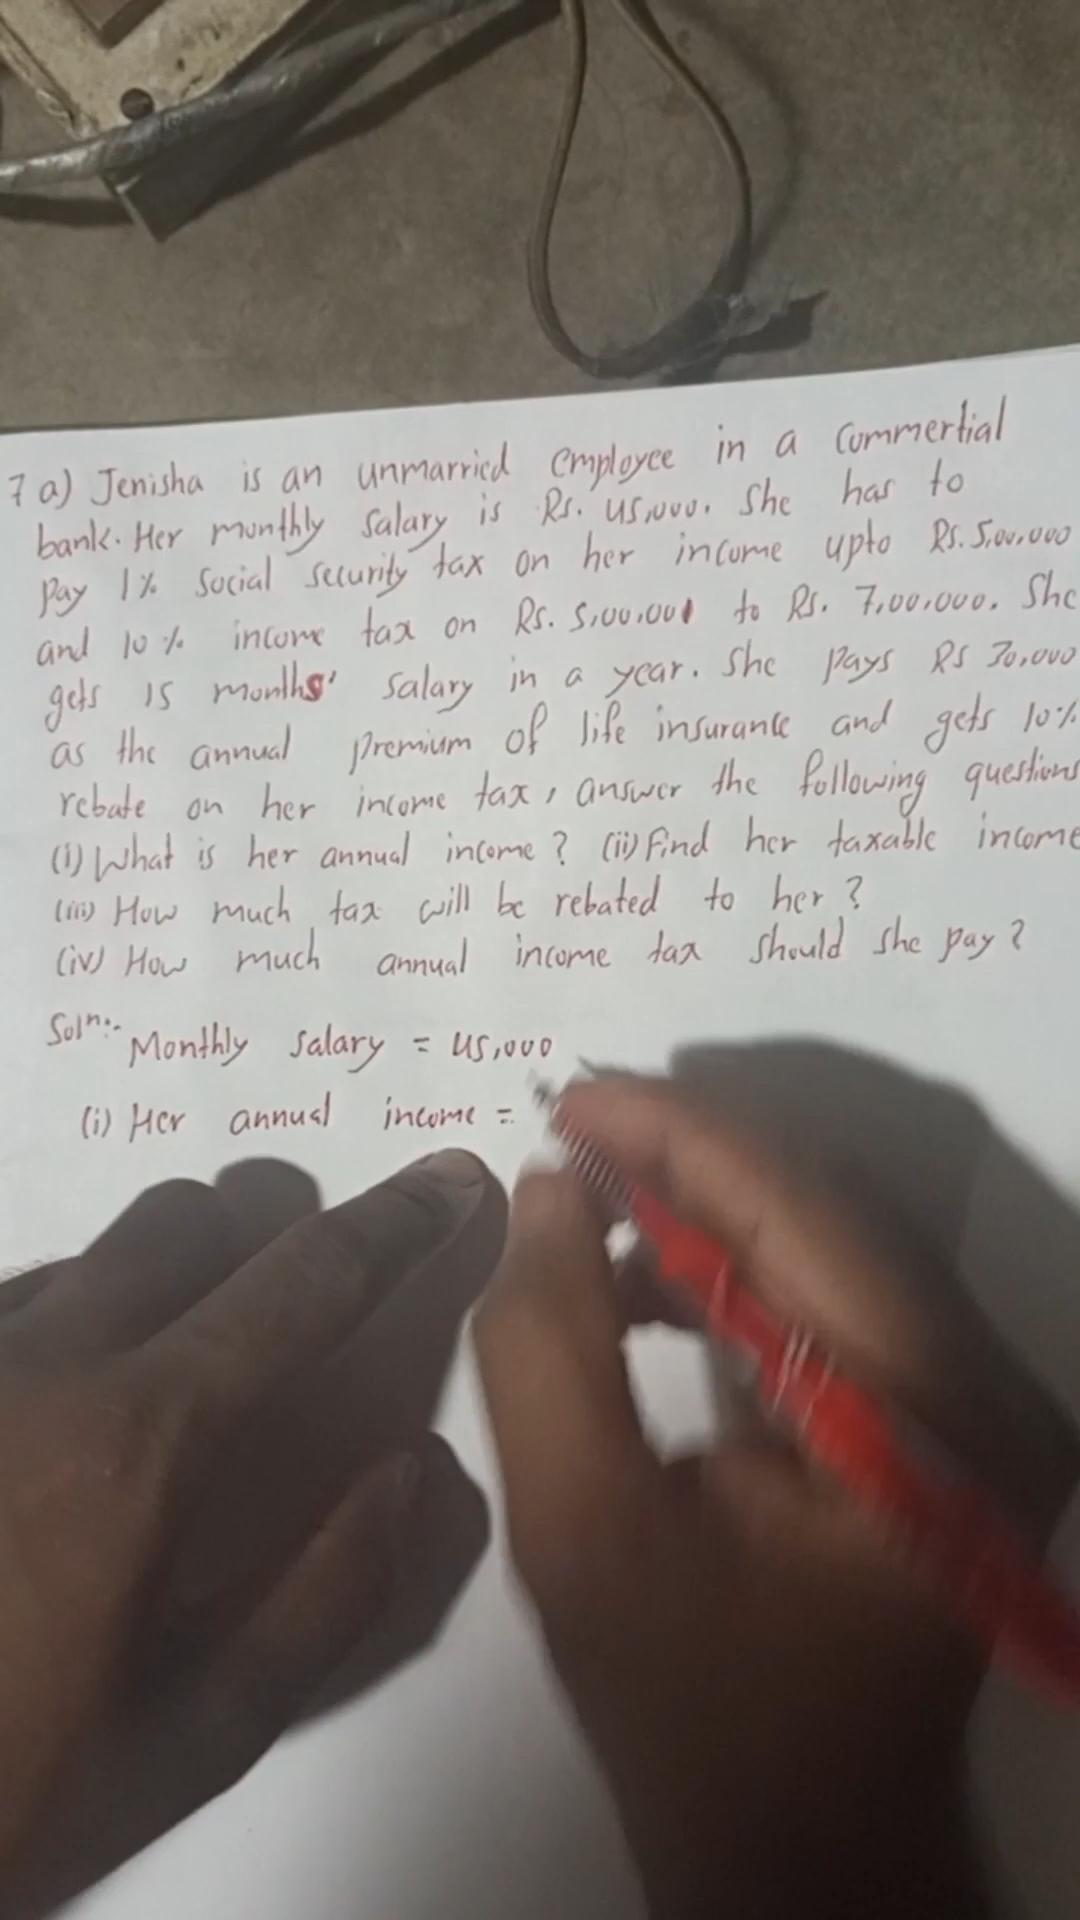 7 a) Jenisha is an unmarried employee in a commertial
bank. Her monthly salary is Rs. 45,000. She has to
pay 1% social security tax on her income upto Rs. 5,00,000
and 10% income tax on Rs. 5,00,001 to Rs. 7,00,000. She
gets 15 months' salary in a year. She pays RS 30,000
as the annual premium of life insurance and gets 10%
rebate on her income tax, answer the following questions
(i) What is her annual income? (ii) Find her taxable income
(iii) How much tax will be rebated to her?
(iv) How much annual income tax should she pay?
Solⁿ:- Monthly salary = 45,000
(i) Her annual income =